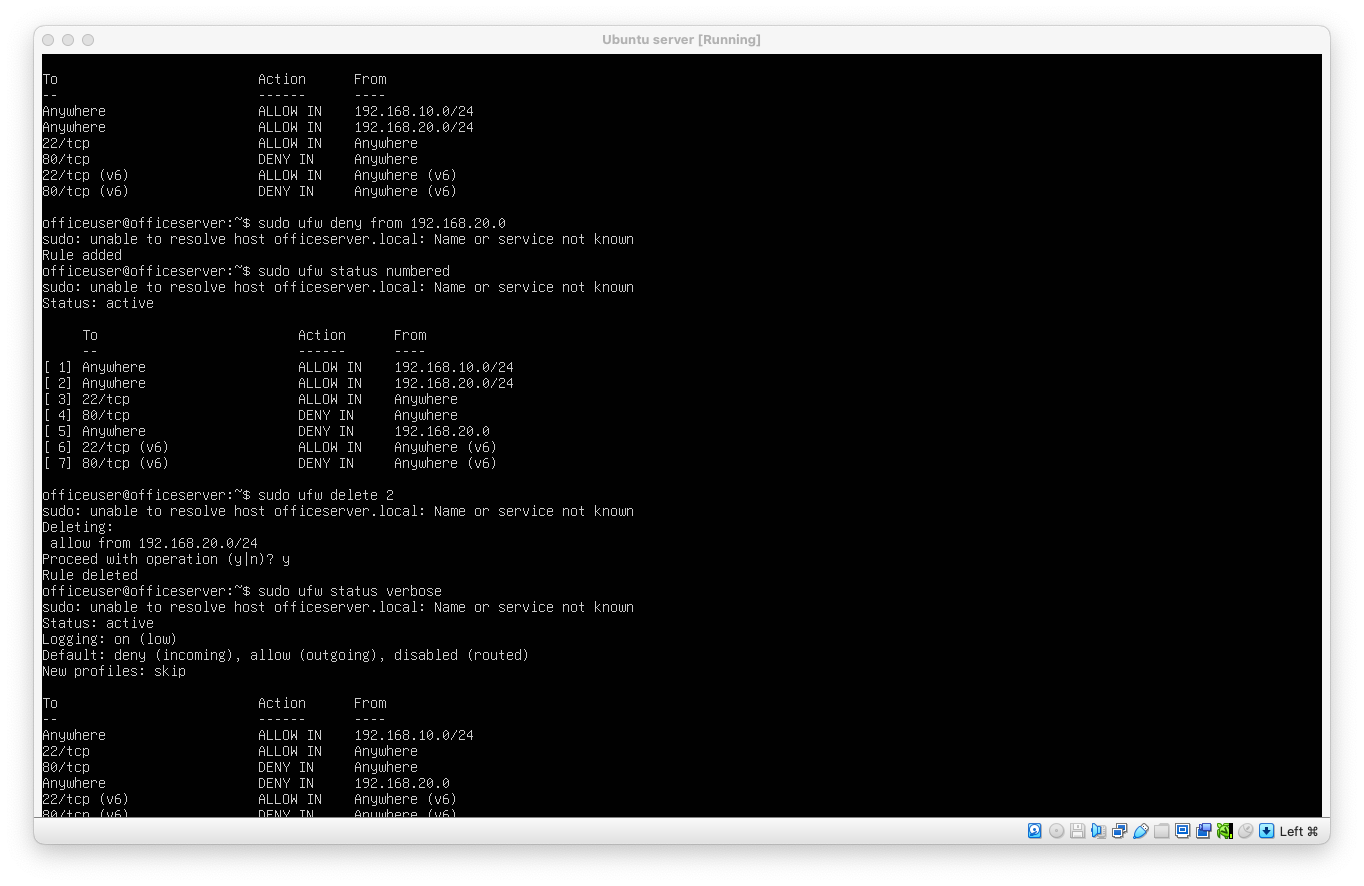 Ubuntu server [Running]
To Action From
-- ------ ----
Anywhere ALLOW IN 192.168.10.0/24
Anywhere ALLOW IN 192.168.20.0/24
22/tcp ALLOW IN Anywhere
80/tcp DENY IN Anywhere
22/tcp (v6) ALLOW IN Anywhere (v6)
80/tcp (v6) DENY IN Anywhere (v6)
officeuser@officeserver:~$ sudo ufw deny from 192.168.20.0
sudo: unable to resolve host officeserver.local: Name or service not known
Rule added
officeuser@officeserver:~$ sudo ufw status numbered
sudo: unable to resolve host officeserver.local: Name or service not known
Status: active
To Action From
-- ------ ----
[ 1] Anywhere ALLOW IN 192.168.10.0/24
[ 2] Anywhere ALLOW IN 192.168.20.0/24
[ 3] 22/tcp ALLOW IN Anywhere
[ 4] 80/tcp DENY IN Anywhere
[ 5] Anywhere DENY IN 192.168.20.0
[ 6] 22/tcp (v6) ALLOW IN Anywhere (v6)
[ 7] 80/tcp (v6) DENY IN Anywhere (v6)
officeuser@officeserver:~$ sudo ufw delete 2
sudo: unable to resolve host officeserver.local: Name or service not known
Deleting:
allow from 192.168.20.0/24
Proceed with operation (y|n)? y
Rule deleted
officeuser@officeserver:~$ sudo ufw status verbose
sudo: unable to resolve host officeserver.local: Name or service not known
Status: active
Logging: on (low)
Default: deny (incoming), allow (outgoing), disabled (routed)
New profiles: skip
To Action From
-- ------ ----
Anywhere ALLOW IN 192.168.10.0/24
22/tcp ALLOW IN Anywhere
80/tcp DENY IN Anywhere
Anywhere DENY IN 192.168.20.0
22/tcp (v6) ALLOW IN Anywhere (v6)
80/tcp (v6) DENY IN Anywhere (v6)
Left ⌘